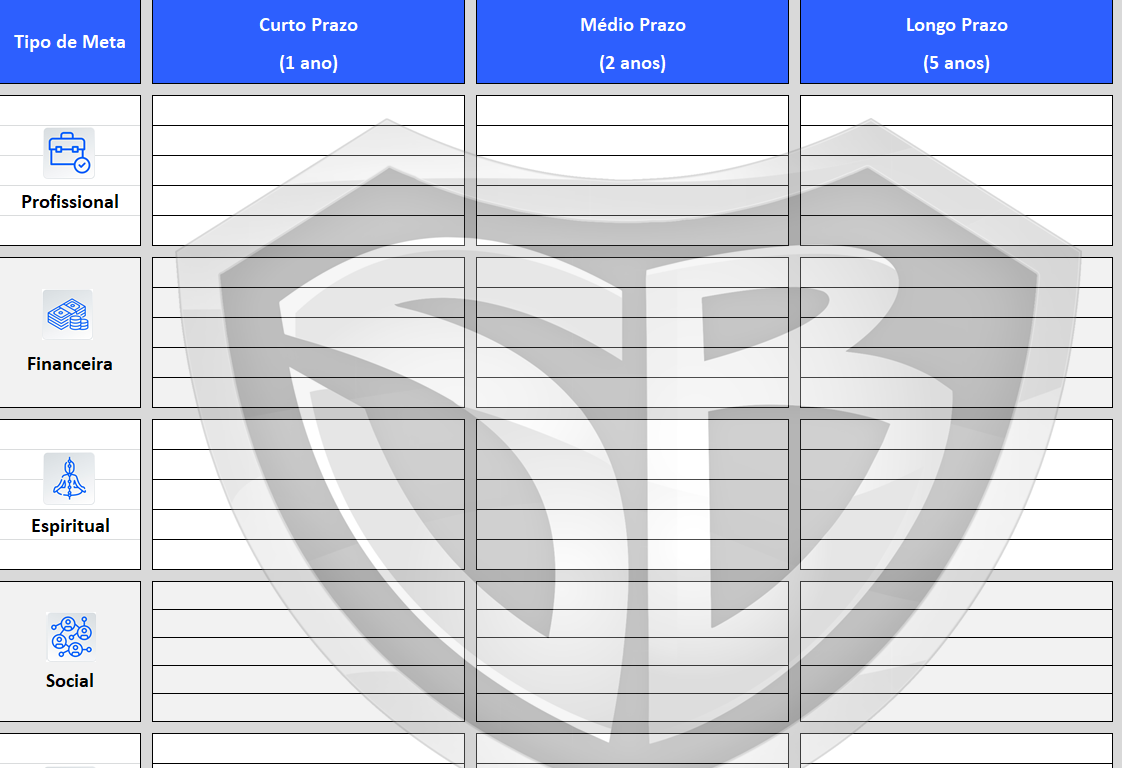 Tipo de Meta
Curto Prazo
(1 ano)
Médio Prazo
(2 anos)
Longo Prazo
(5 anos)
Profissional
Financeira
Espiritual
Social
SB